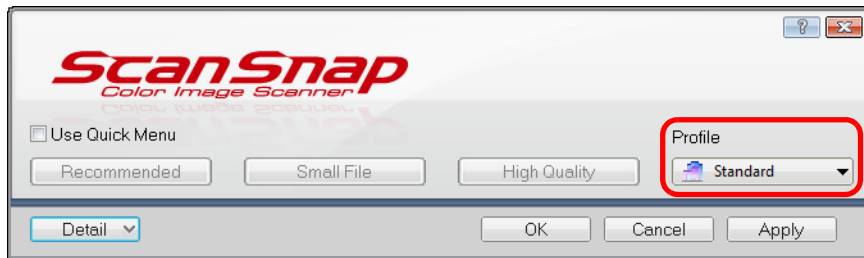 ?
ScanSnap
Color Image Scanner
Use Quick Menu
Profile
Recommended
Small File
High Quality
Standard
Detail
OK
Cancel
Apply